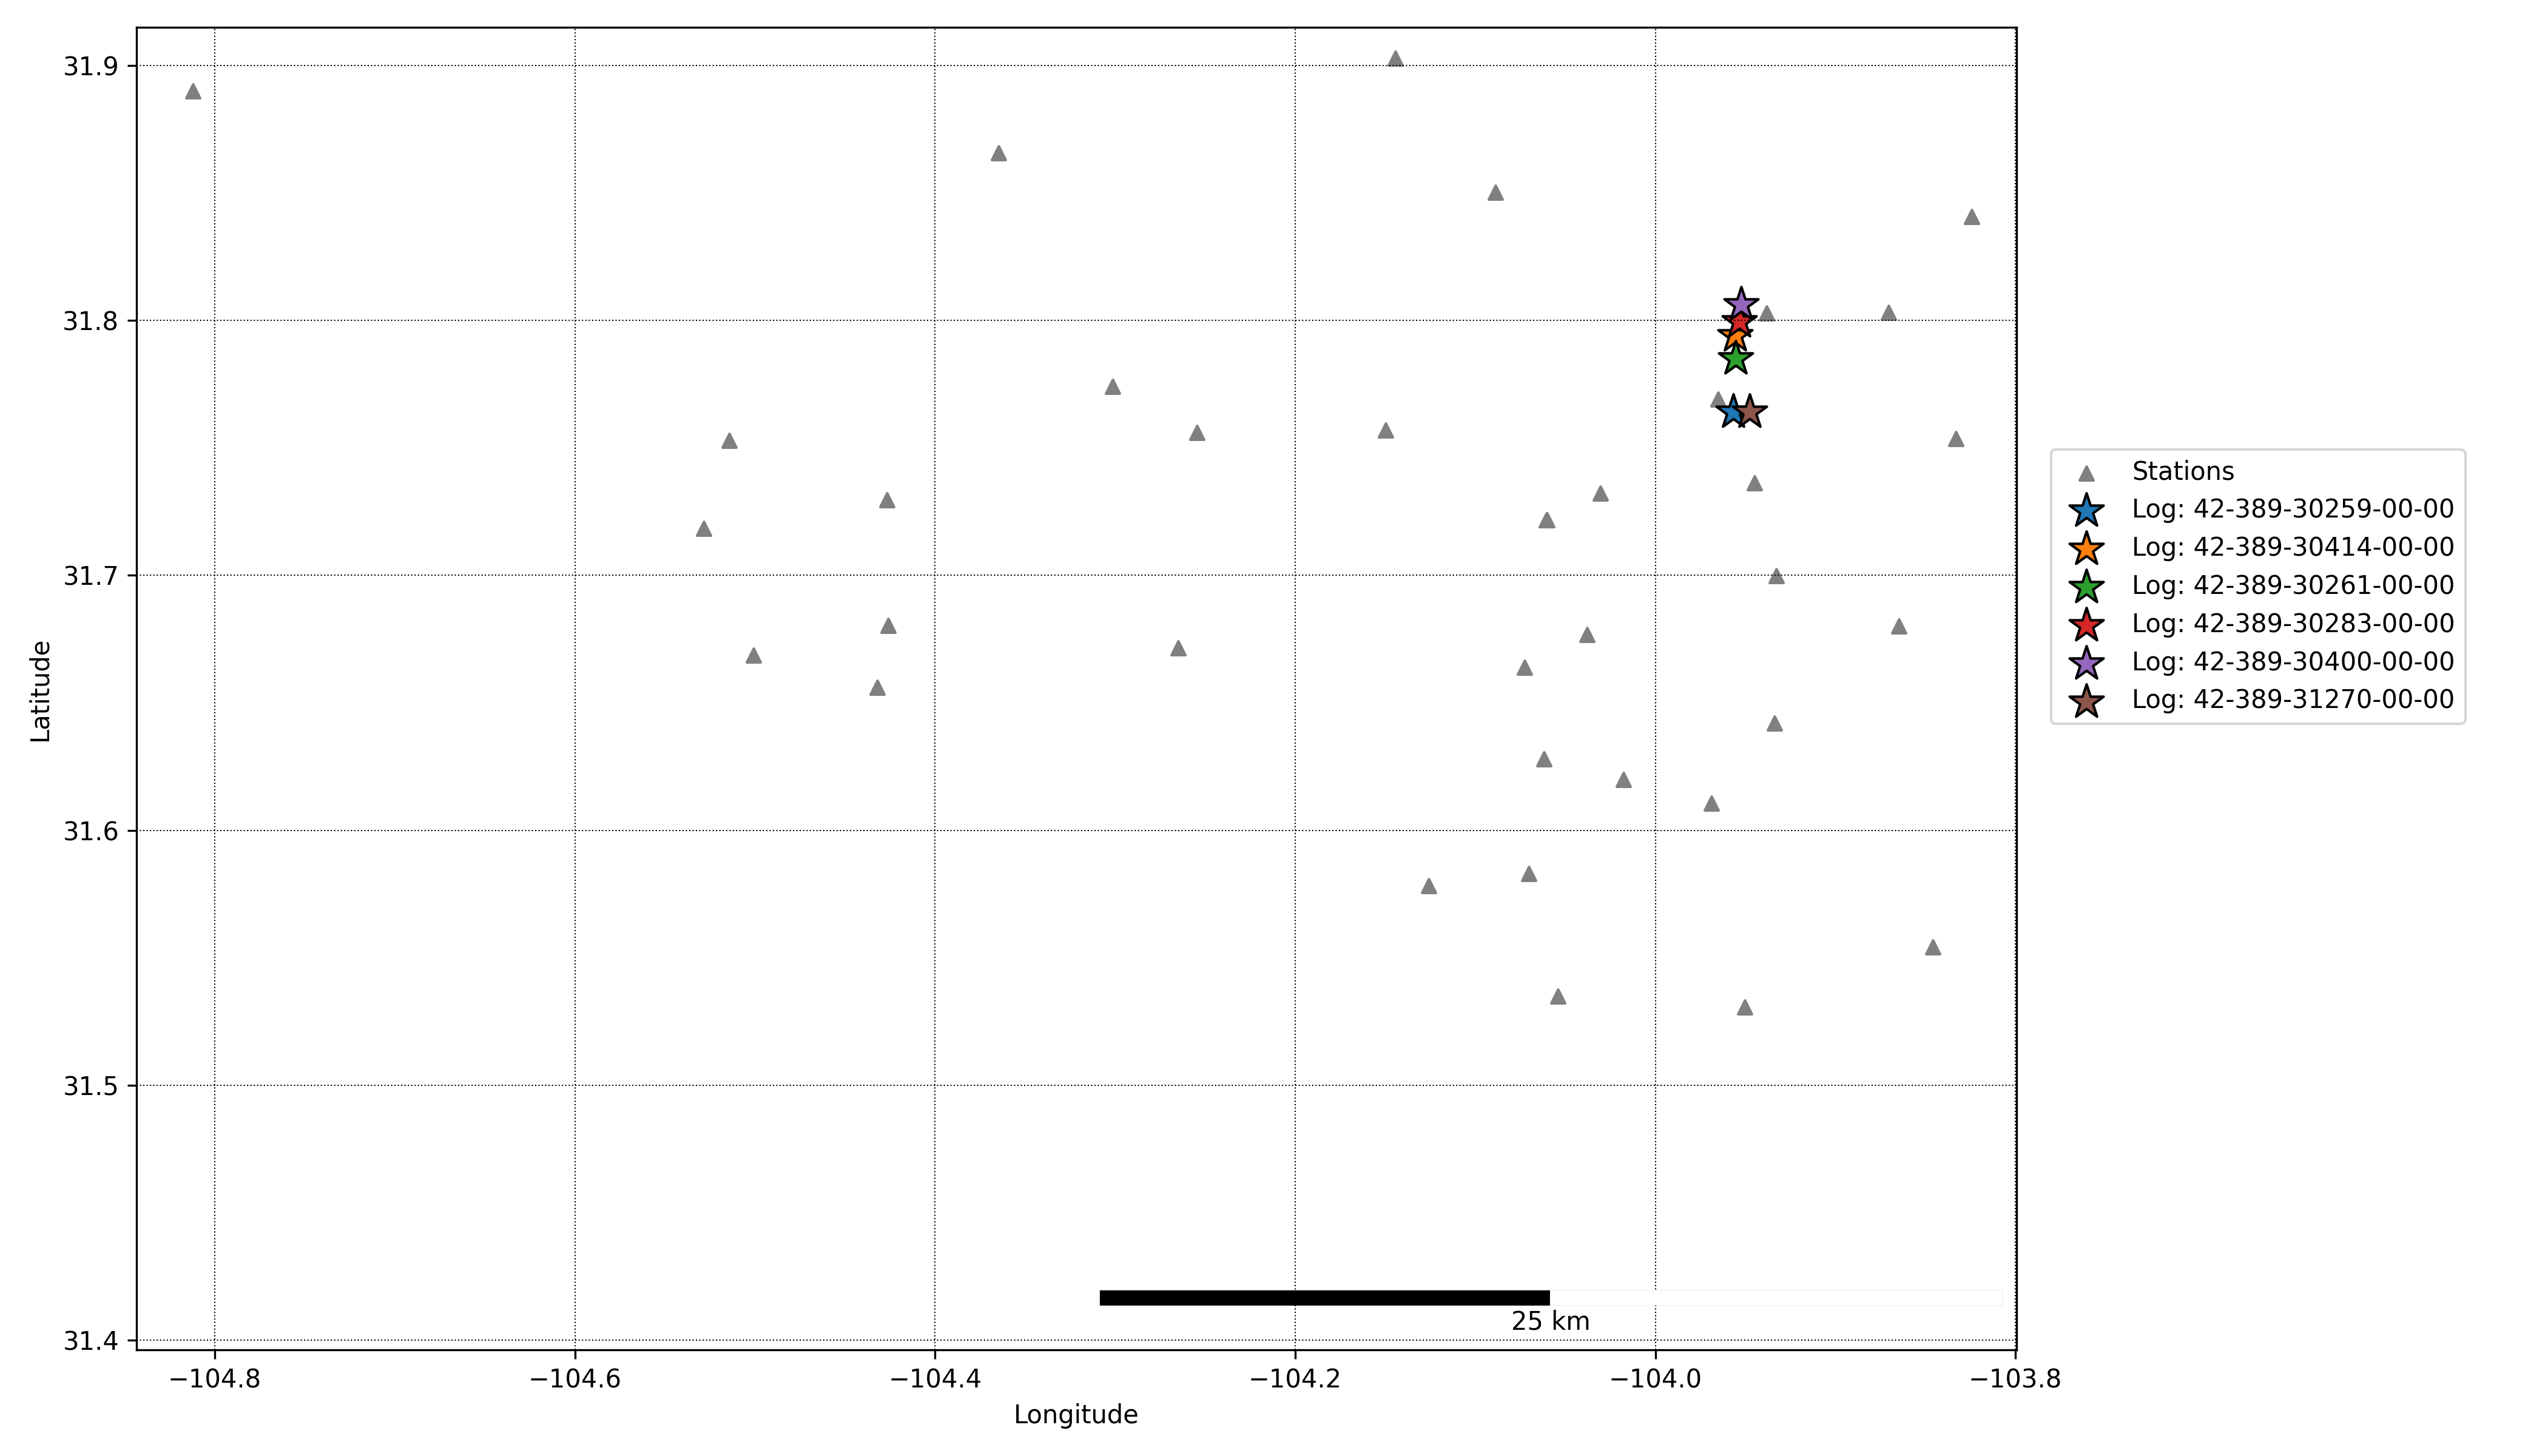 31.9
31.8
31.7
31.6
31.5
31.4
Latitude
−104.8
−104.6
−104.4
−104.2
−104.0
−103.8
Longitude
25 km
Stations
Log: 42-389-30259-00-00
Log: 42-389-30414-00-00
Log: 42-389-30261-00-00
Log: 42-389-30283-00-00
Log: 42-389-30400-00-00
Log: 42-389-31270-00-00